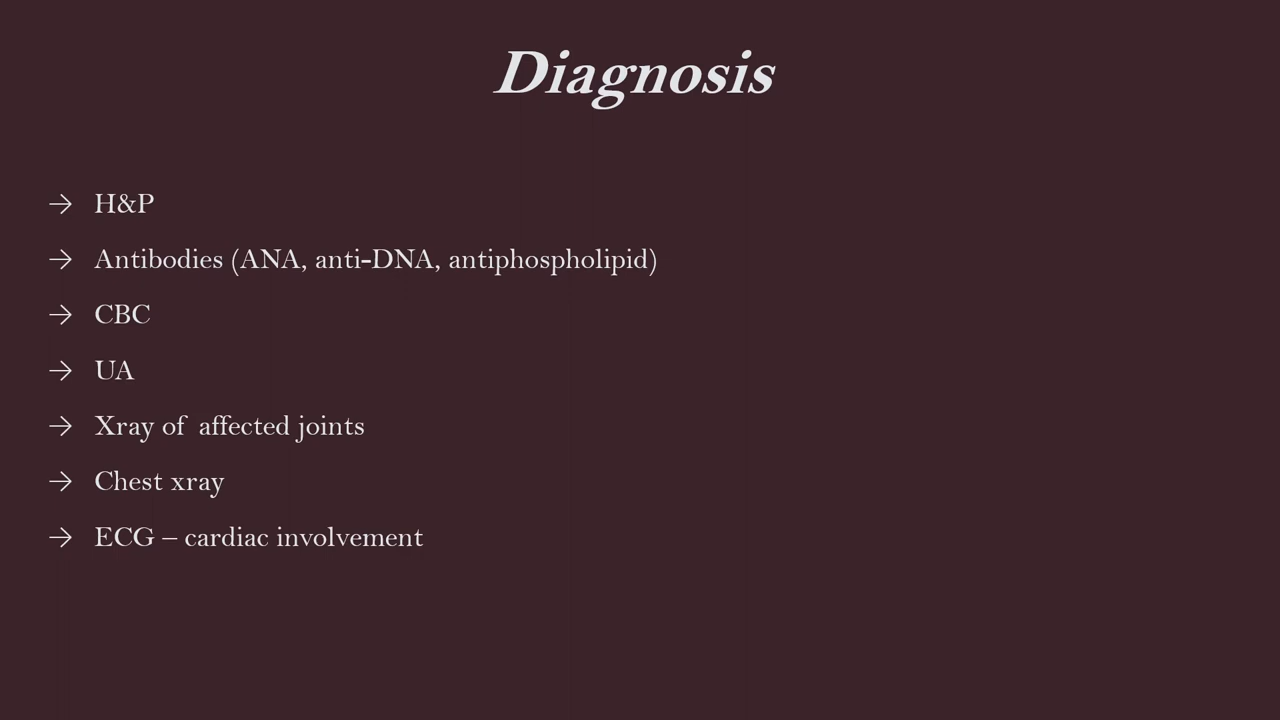 Diagnosis
→ H&P
→ Antibodies (ANA, anti-DNA, antiphospholipid)
→ CBC
→ UA
→ Xray of affected joints
→ Chest xray
→ ECG – cardiac involvement